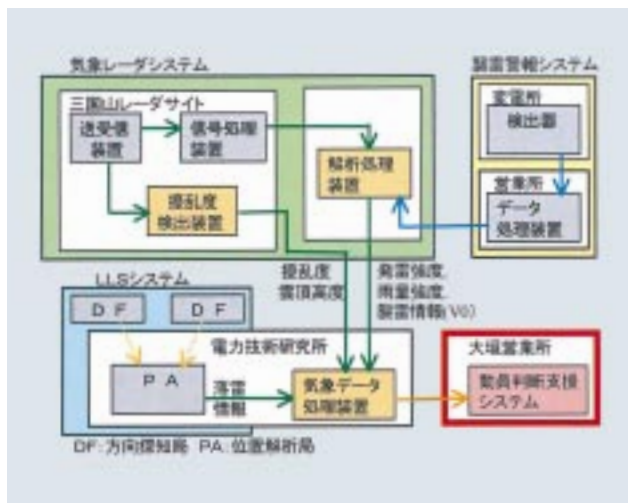 気象レーダシステム
三国山レーダサイト
送受信
装置
信号処理
装置
擾乱度
検出装置
解析処理
装置
襲雷警報システム
変電所
検出器
営業所
データ
処理装置
擾乱度
雲頂高度
発雷強度
雨量強度
襲雷情報(V0)
LLSシステム
DF
DF
電力技術研究所
PA
落雷
情報
気象データ
処理装置
大垣営業所
動員判断支援
システム
DF:方向探知局 PA:位置解析局